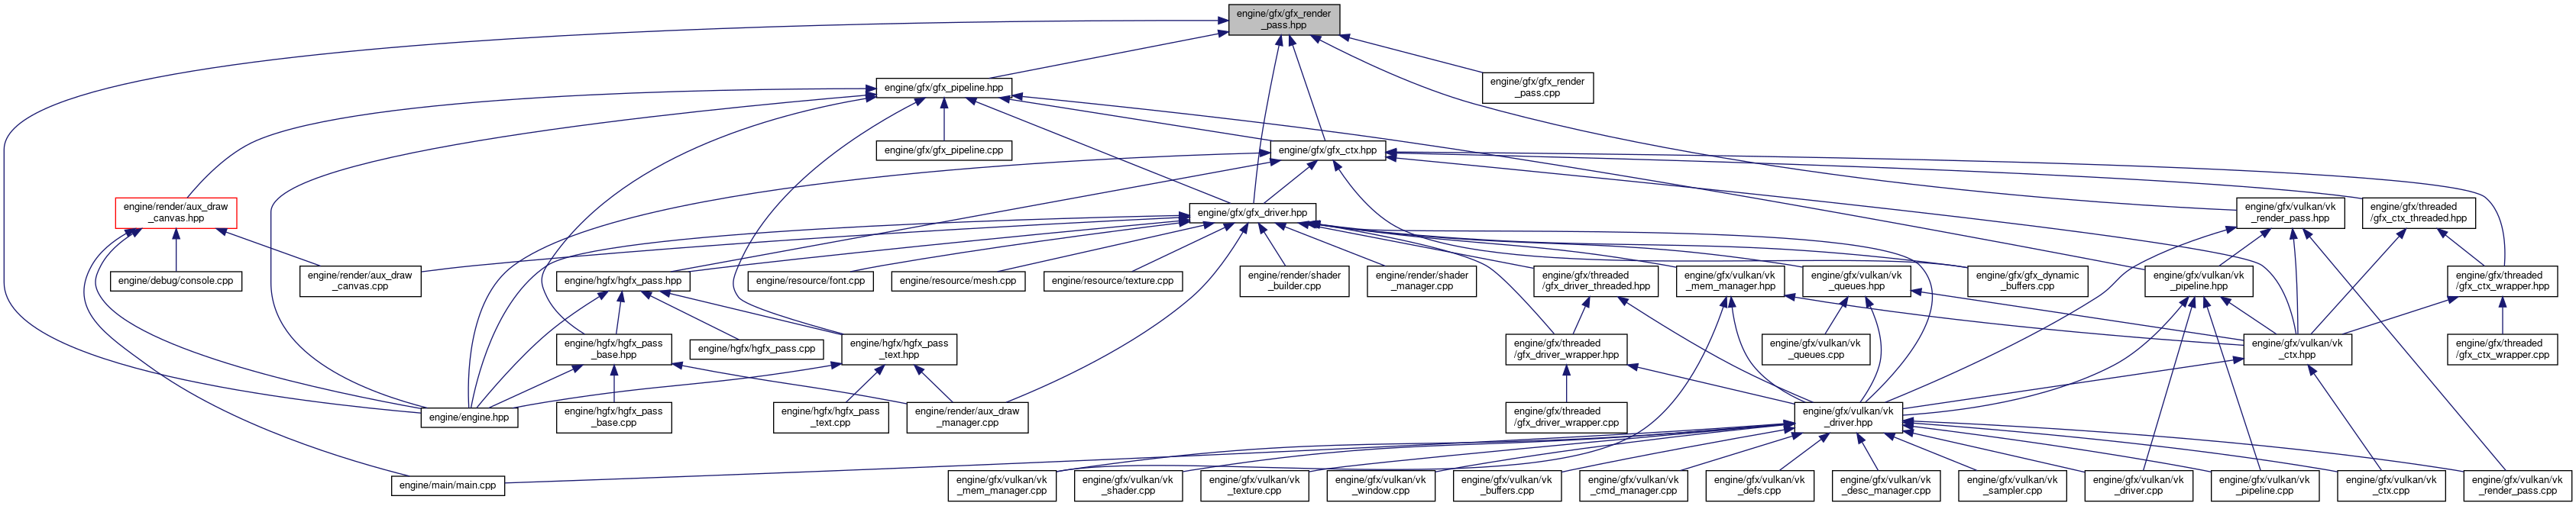 engine/gfx/gfx_render
_pass.hpp
engine/gfx/gfx_pipeline.hpp
engine/gfx/gfx_render
_pass.cpp
engine/gfx/gfx_pipeline.cpp
engine/gfx/gfx_ctx.hpp
engine/render/aux_draw
_canvas.hpp
engine/gfx/gfx_driver.hpp
engine/gfx/vulkan/vk
_render_pass.hpp
engine/gfx/threaded
/gfx_ctx_threaded.hpp
engine/debug/console.cpp
engine/render/aux_draw
_canvas.cpp
engine/hgfx/hgfx_pass.hpp
engine/resource/font.cpp
engine/resource/mesh.cpp
engine/resource/texture.cpp
engine/render/shader
_builder.cpp
engine/render/shader
_manager.cpp
engine/gfx/threaded
/gfx_driver_threaded.hpp
engine/gfx/vulkan/vk
_mem_manager.hpp
engine/gfx/vulkan/vk
_queues.hpp
engine/gfx/gfx_dynamic
_buffers.cpp
engine/gfx/vulkan/vk
_pipeline.hpp
engine/gfx/threaded
/gfx_ctx_wrapper.hpp
engine/hgfx/hgfx_pass
_base.hpp
engine/hgfx/hgfx_pass.cpp
engine/hgfx/hgfx_pass
_text.hpp
engine/gfx/threaded
/gfx_driver_wrapper.hpp
engine/gfx/vulkan/vk
_queues.cpp
engine/gfx/vulkan/vk
_ctx.hpp
engine/gfx/threaded
/gfx_ctx_wrapper.cpp
engine/engine.hpp
engine/hgfx/hgfx_pass
_base.cpp
engine/hgfx/hgfx_pass
_text.cpp
engine/render/aux_draw
_manager.cpp
engine/gfx/threaded
/gfx_driver_wrapper.cpp
engine/gfx/vulkan/vk
_driver.hpp
engine/main/main.cpp
engine/gfx/vulkan/vk
_mem_manager.cpp
engine/gfx/vulkan/vk
_shader.cpp
engine/gfx/vulkan/vk
_texture.cpp
engine/gfx/vulkan/vk
_window.cpp
engine/gfx/vulkan/vk
_buffers.cpp
engine/gfx/vulkan/vk
_cmd_manager.cpp
engine/gfx/vulkan/vk
_defs.cpp
engine/gfx/vulkan/vk
_desc_manager.cpp
engine/gfx/vulkan/vk
_sampler.cpp
engine/gfx/vulkan/vk
_driver.cpp
engine/gfx/vulkan/vk
_pipeline.cpp
engine/gfx/vulkan/vk
_ctx.cpp
engine/gfx/vulkan/vk
_render_pass.cpp